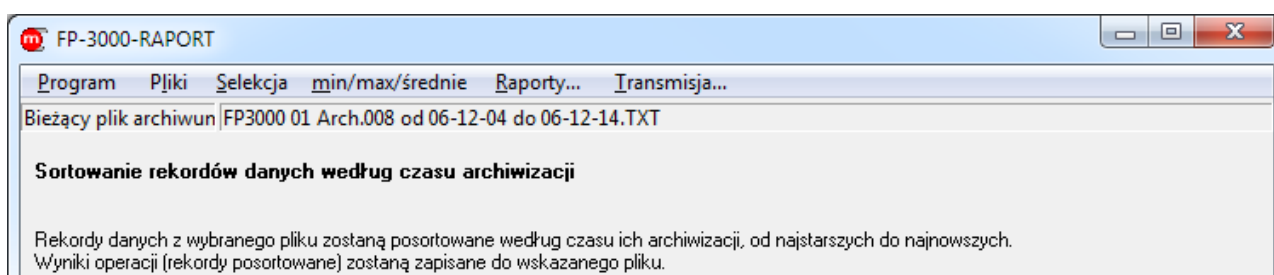 FP-3000-RAPORT
Program Pliki Selekcja min/max/średnie Raporty... Transmisja...
Bieżący plik archiwun FP3000 01 Arch.008 od 06-12-04 do 06-12-14.TXT
Sortowanie rekordów danych według czasu archiwizacji
Rekordy danych z wybranego pliku zostaną posortowane według czasu ich archiwizacji, od najstarszych do najnowszych.
Wyniki operacji (rekordy posortowane) zostaną zapisane do wskazanego pliku.